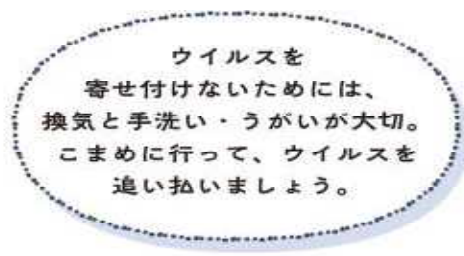 ウイルスを
寄せ付けないためには、
換気と手洗い・うがいが大切。
こまめに行って、ウイルスを
追い払いましょう。